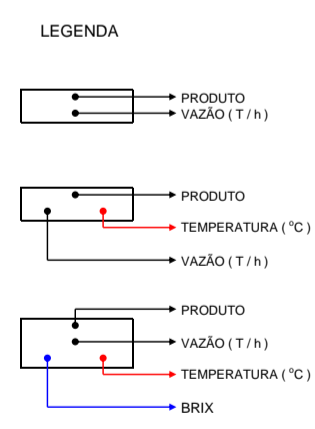 LEGENDA
PRODUTO
VAZÃO ( T / h )
PRODUTO
TEMPERATURA ( °C )
VAZÃO ( T / h )
PRODUTO
VAZÃO ( T / h )
TEMPERATURA ( °C )
BRIX